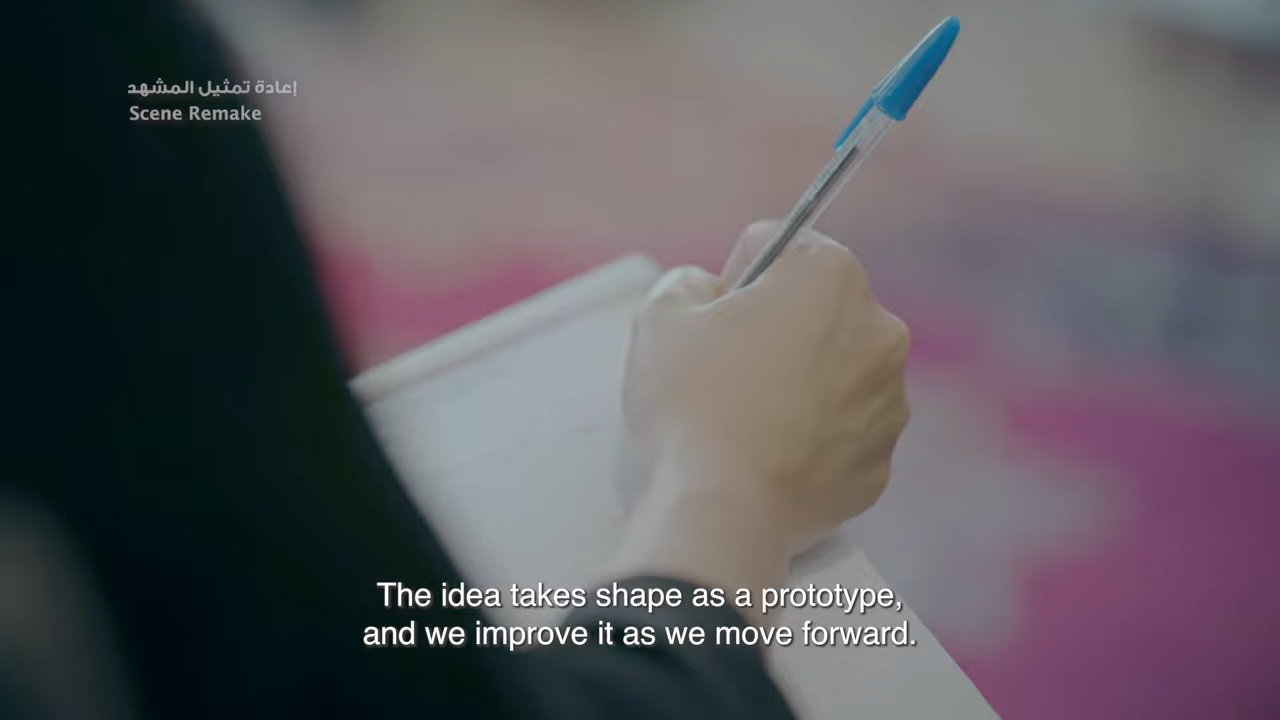 إعادة تمثيل المشهد
Scene Remake
The idea takes shape as a prototype,
and we improve it as we move forward.